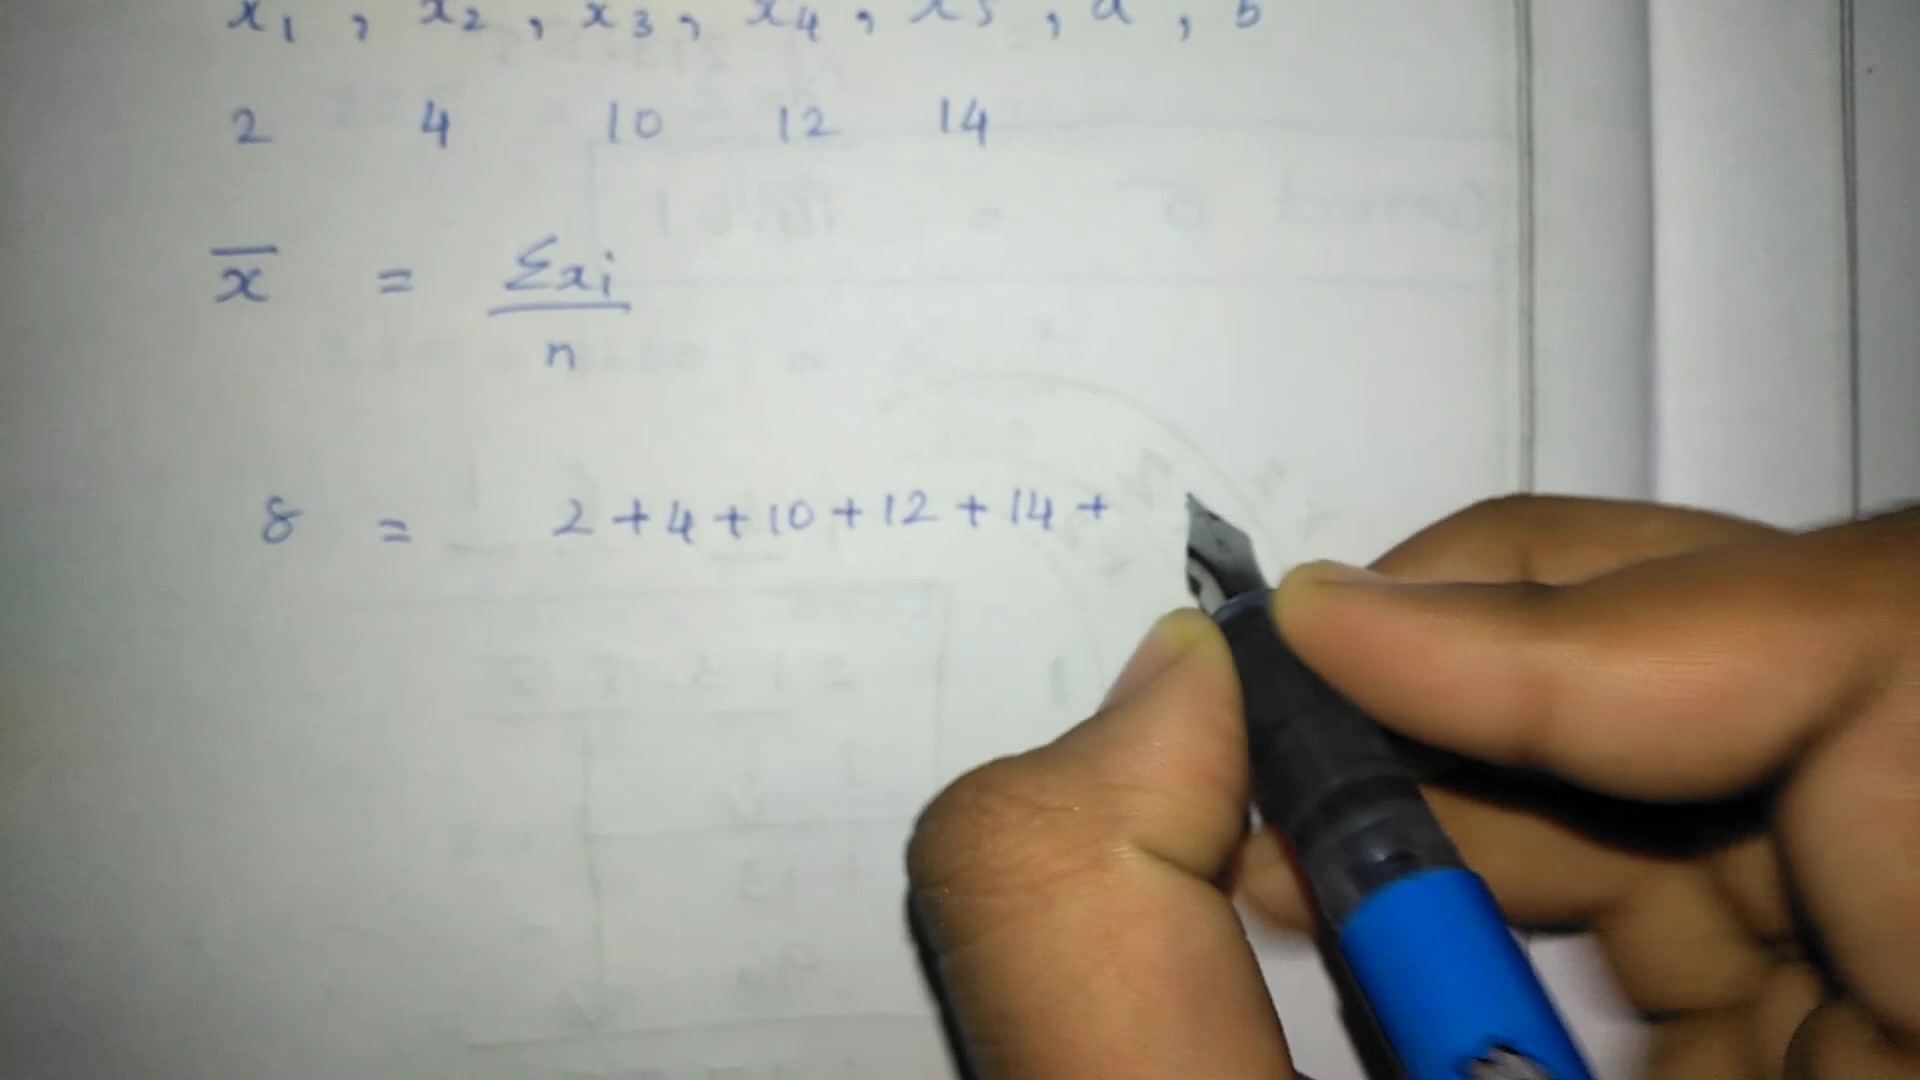 x₁ , x₂ , x₃ , x₄ , x₅ , a , b
2 4 10 12 14
x̅ = Σxi
n
8 = 2 + 4 + 10 + 12 + 14 +